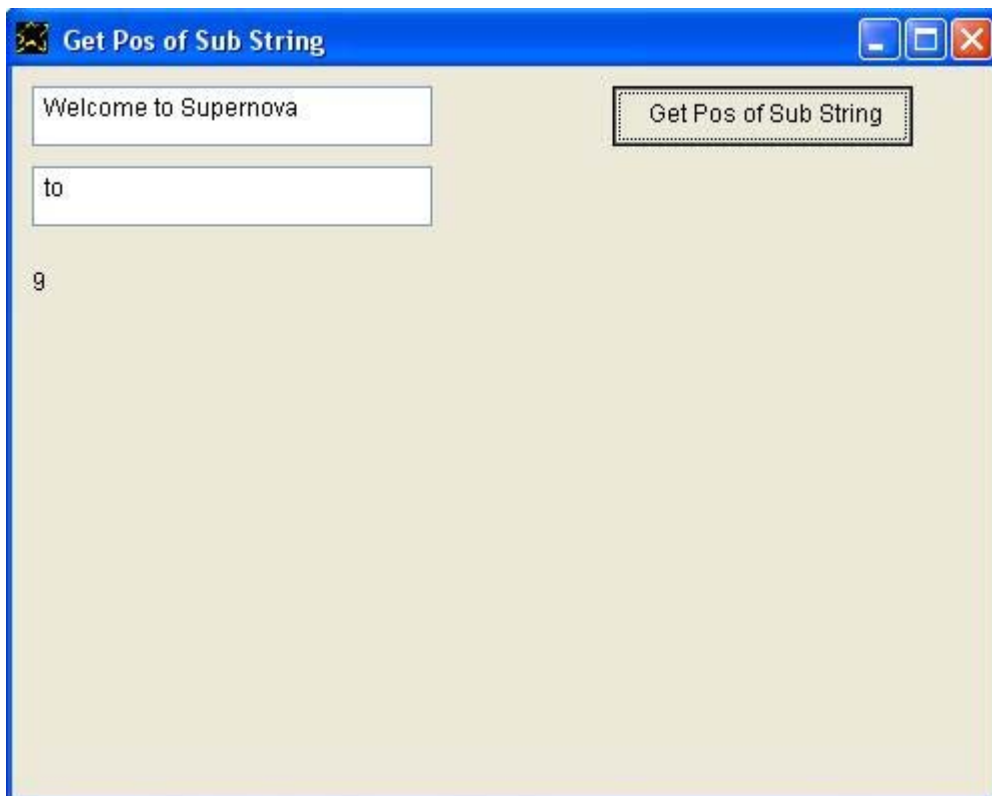 Get Pos of Sub String
Welcome to Supernova
Get Pos of Sub String
to
9